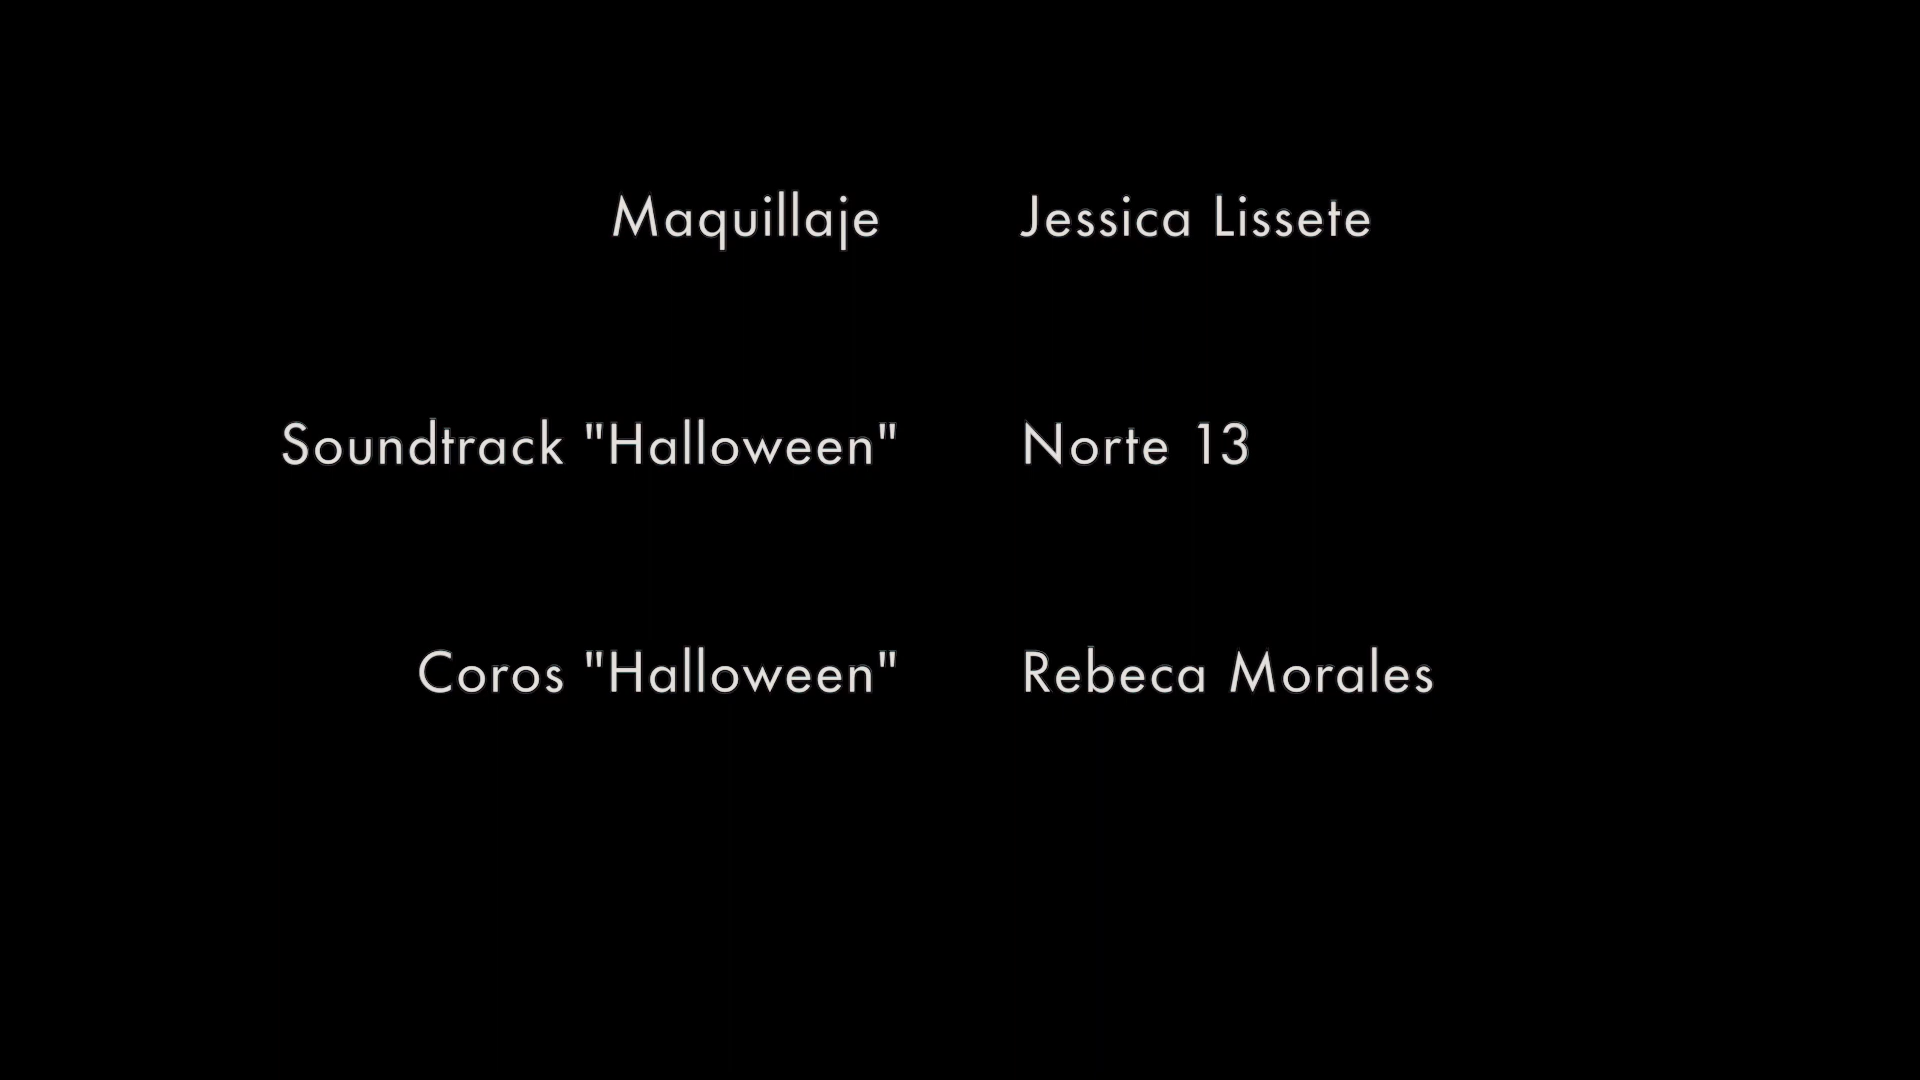 Maquillaje Jessica Lissete
Soundtrack "Halloween" Norte 13
Coros "Halloween" Rebeca Morales